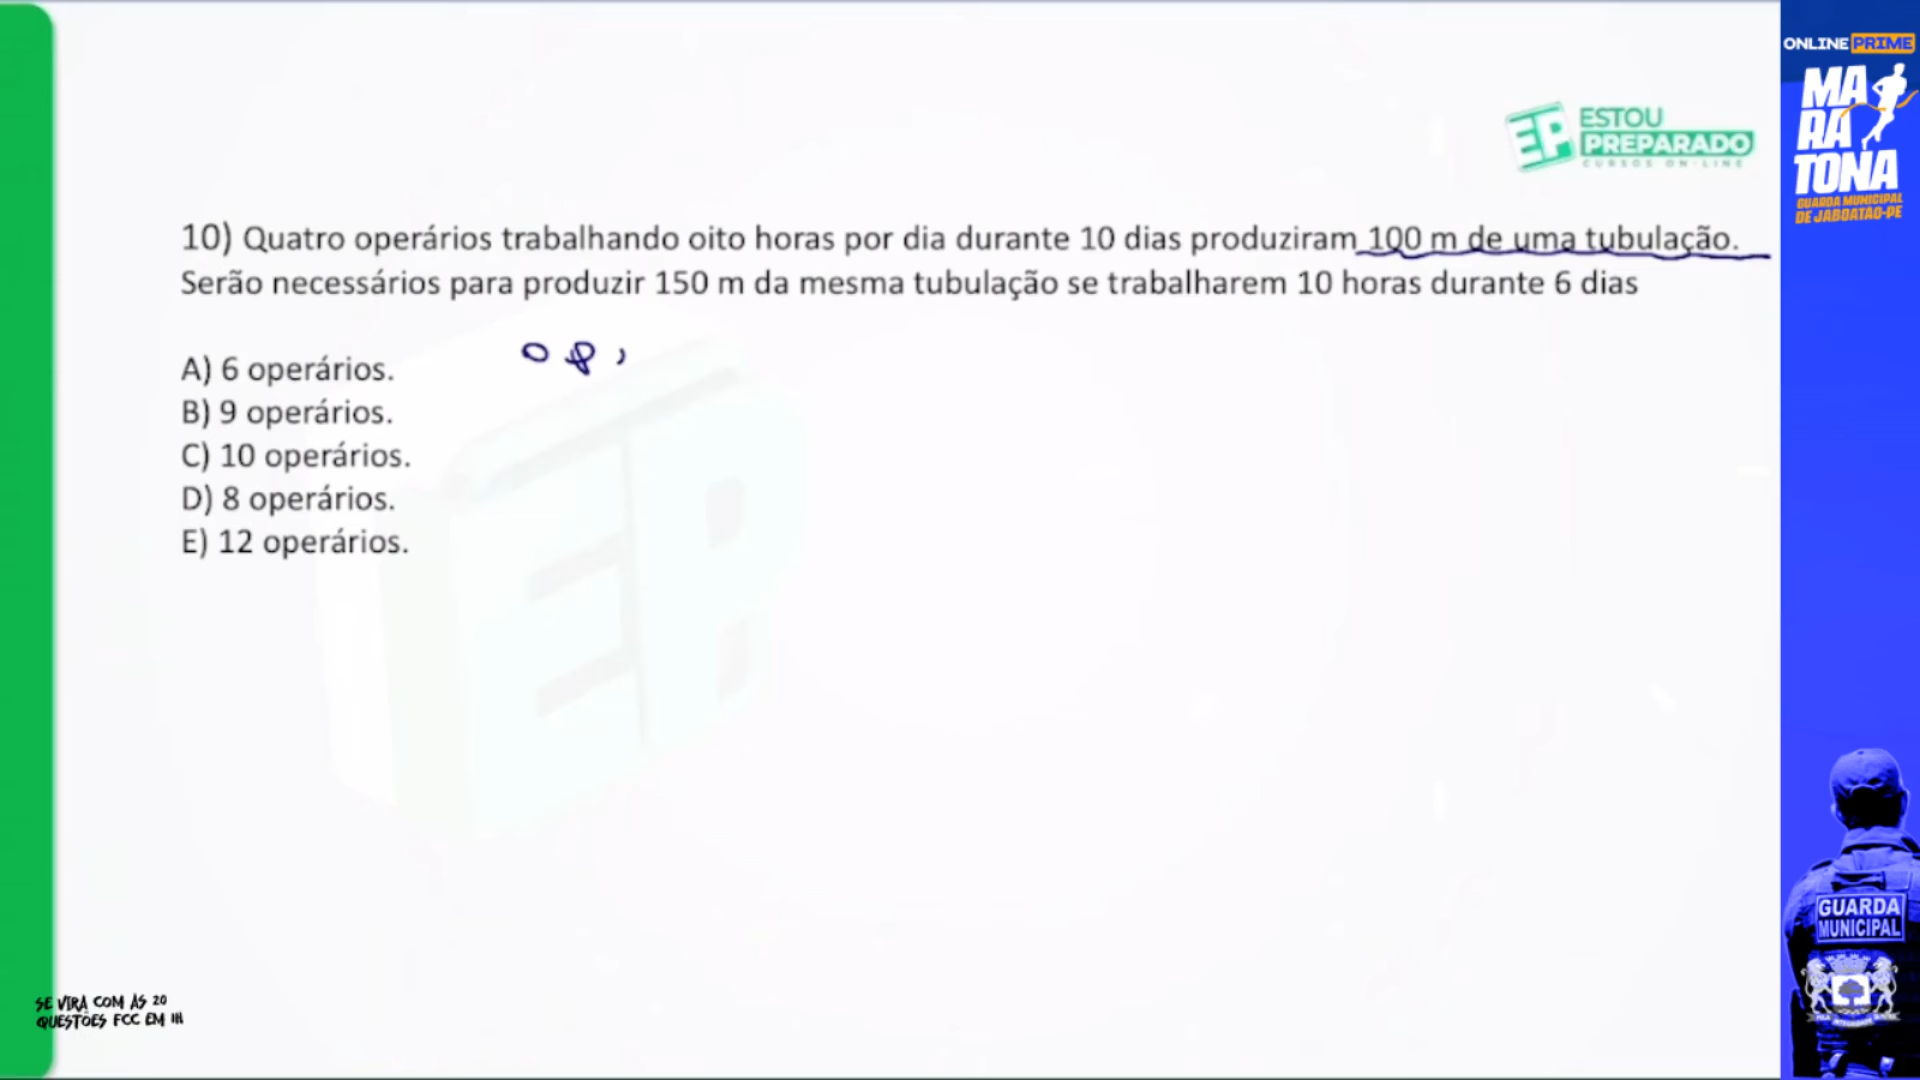 ONLINE PRIME
MA
RA
TONA
GUARDA MUNICIPAL
DE JABOATÃO-PE
EP ESTOU
PREPARADO
CURSOS ON-LINE
10) Quatro operários trabalhando oito horas por dia durante 10 dias produziram 100 m de uma tubulação.
Serão necessários para produzir 150 m da mesma tubulação se trabalharem 10 horas durante 6 dias
OP,
A) 6 operários.
B) 9 operários.
C) 10 operários.
D) 8 operários.
E) 12 operários.
EP
GUARDA
MUNICIPAL
SE VIRA COM AS 20
QUESTÕES FCC EM 1H